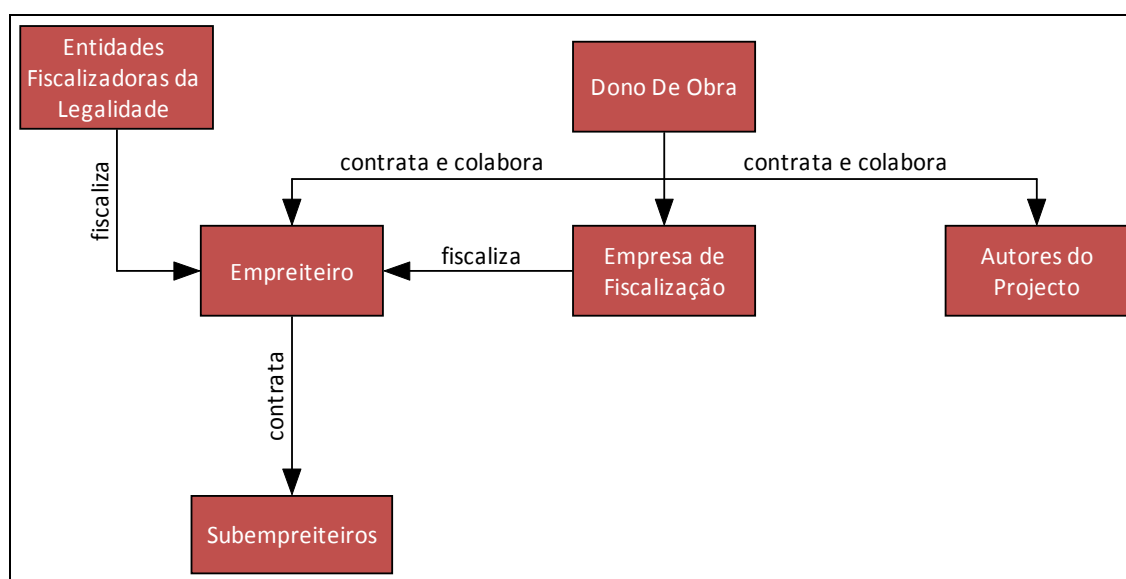 Entidades
Fiscalizadoras da
Legalidade
Dono De Obra
contrata e colabora
contrata e colabora
fiscaliza
Empreiteiro
fiscaliza
Empresa de
Fiscalização
Autores do
Projecto
contrata
Subempreiteiros